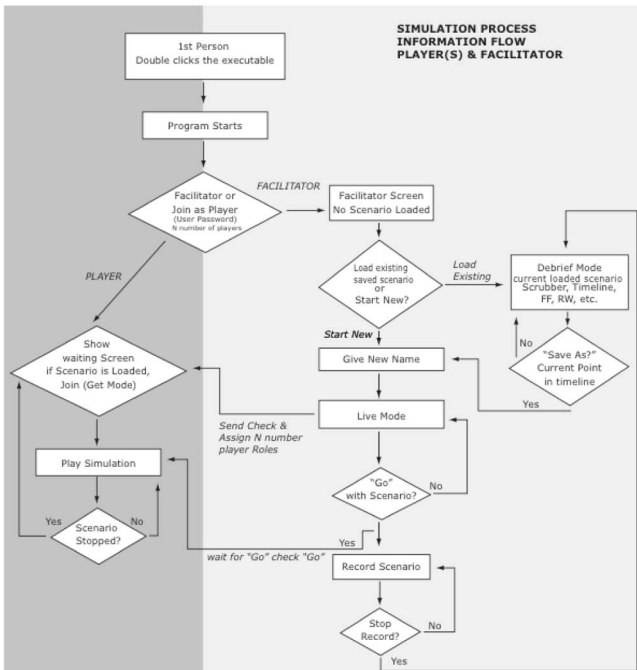 SIMULATION PROCESS
INFORMATION FLOW
PLAYER(S) & FACILITATOR
1st Person
Double clicks the executable
Program Starts
Facilitator or
Join as Player
(User Password)
N number of players
FACILITATOR
Facilitator Screen
No Scenario Loaded
PLAYER
Load existing
saved scenario
or
Start New?
Load
Existing
Debrief Mode
current loaded scenario
Scrubber, Timeline,
FF, RW, etc.
Start New
No
"Save As?"
Current Point
in timeline
Yes
Show
waiting Screen
if Scenario is Loaded,
Join (Get Mode)
Give New Name
Live Mode
Send Check &
Assign N number
player Roles
Play Simulation
"Go"
with Scenario?
No
Yes
No
Scenario
Stopped?
Yes
wait for "Go" check "Go"
Record Scenario
Stop
Record?
No
Yes